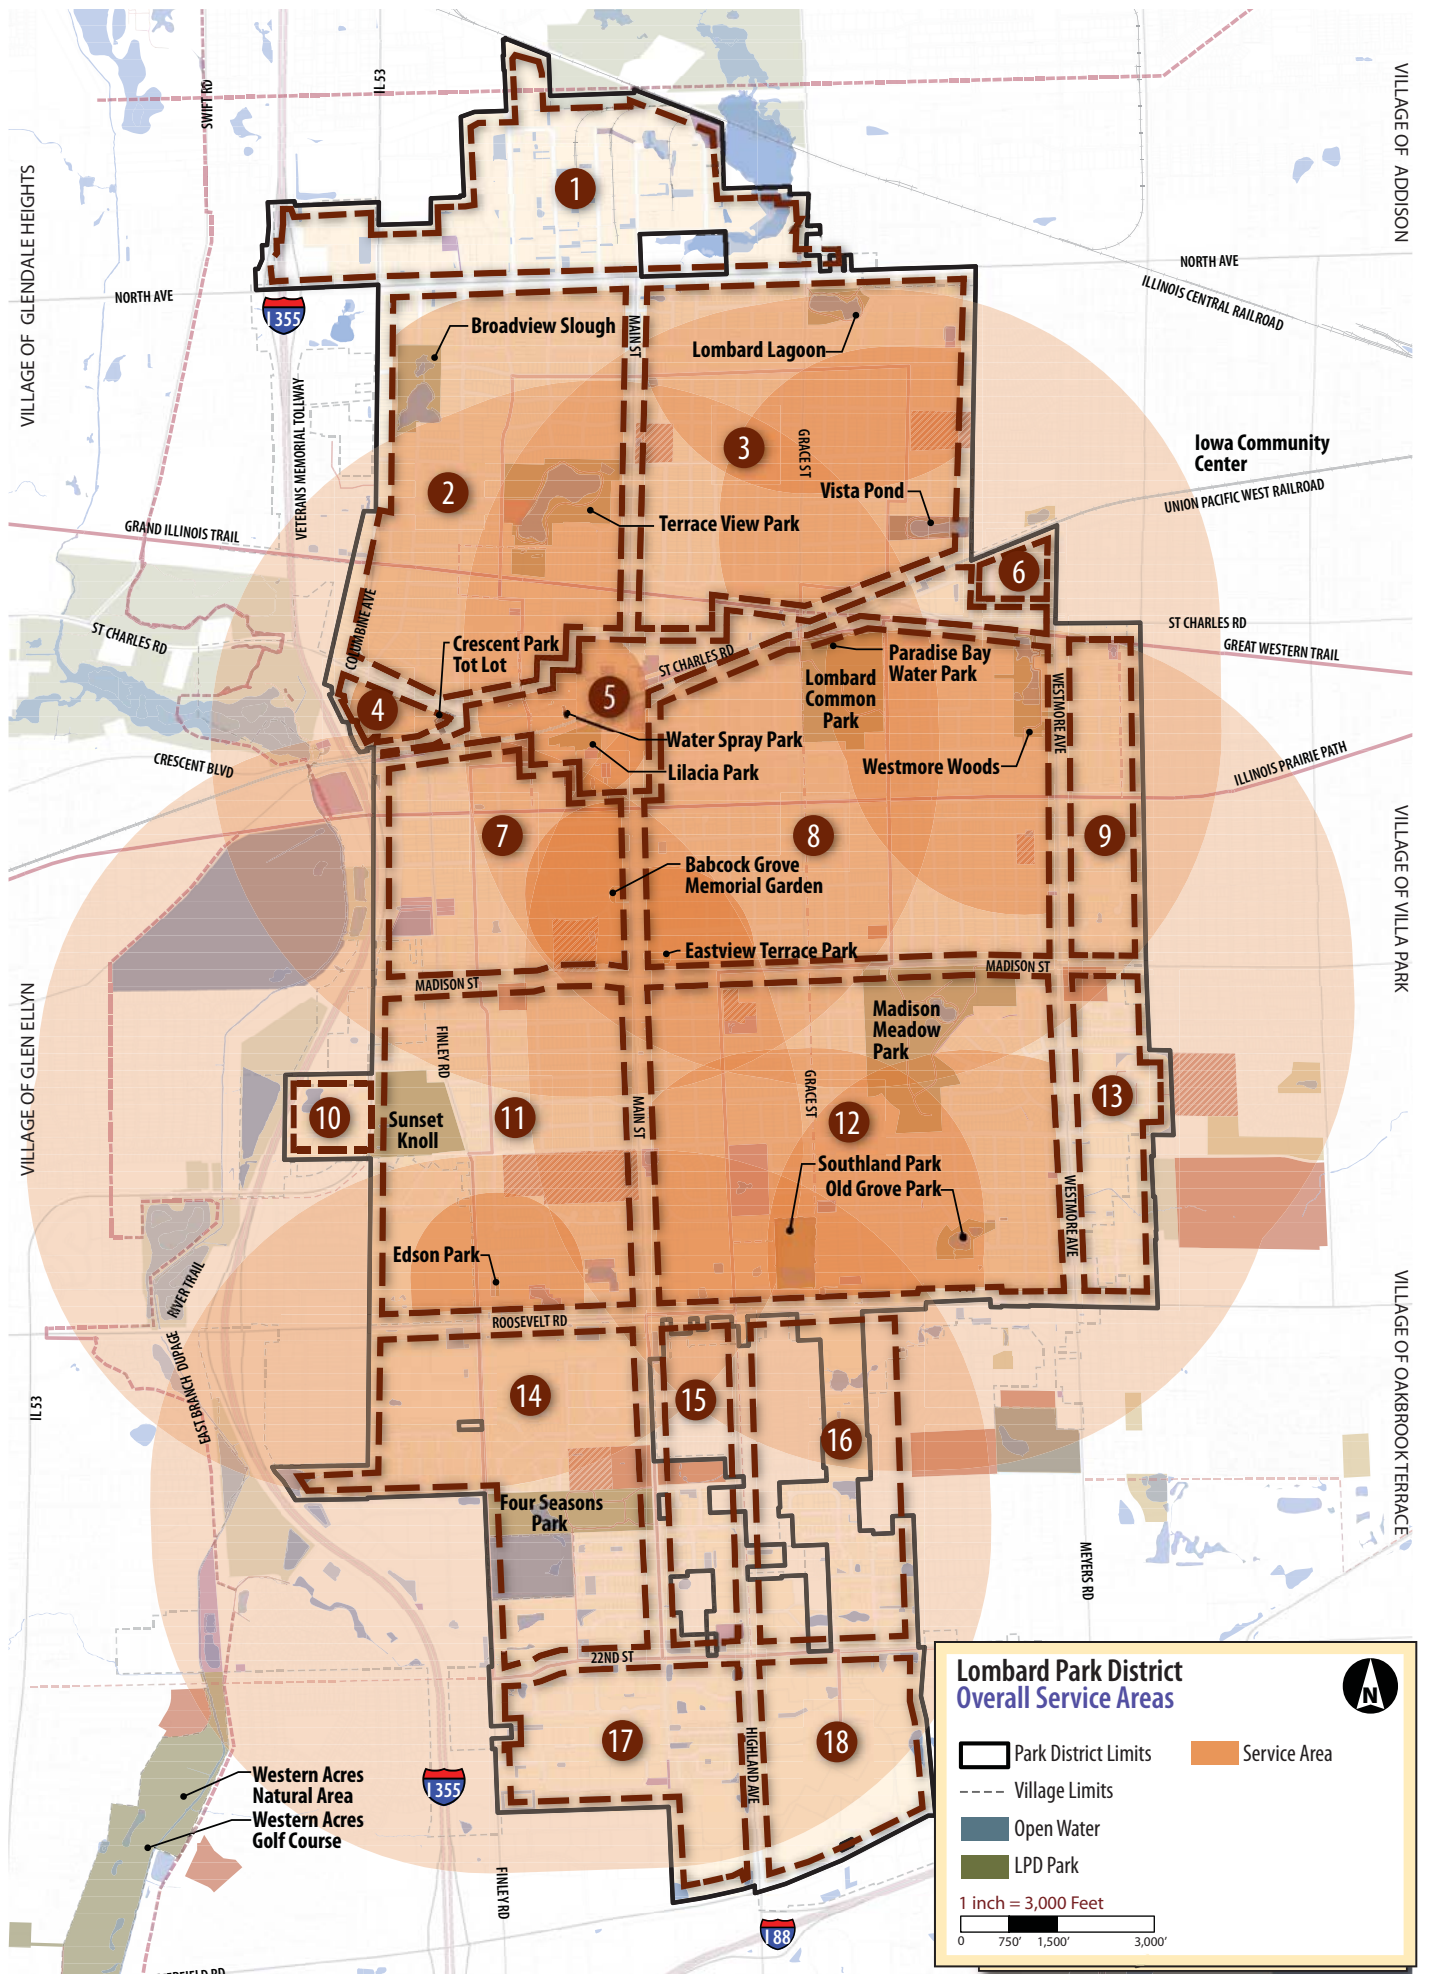 SWIFT RD
IL 53
VILLAGE OF ADDISON
VILLAGE OF GLENDALE HEIGHTS
1
NORTH AVE
NORTH AVE
ILLINOIS CENTRAL RAILROAD
I 355
Broadview Slough
MAIN ST
Lombard Lagoon
VETERANS MEMORIAL TOLLWAY
2
3
GRACE ST
Iowa Community
Center
UNION PACIFIC WEST RAILROAD
Vista Pond
Terrace View Park
GRAND ILLINOIS TRAIL
6
COLUMBINE AVE
ST CHARLES RD
ST CHARLES RD
GREAT WESTERN TRAIL
Crescent Park
Tot Lot
ST CHARLES RD
Paradise Bay
Water Park
Lombard
Common
Park
WESTMORE AVE
4
5
Water Spray Park
Lilacia Park
Westmore Woods
CRESCENT BLVD
ILLINOIS PRAIRIE PATH
7
8
9
VILLAGE OF VILLA PARK
Babcock Grove
Memorial Garden
Eastview Terrace Park
MADISON ST
MADISON ST
VILLAGE OF GLEN ELLYN
FINLEY RD
Madison
Meadow
Park
10
Sunset
Knoll
11
MAIN ST
GRACE ST
12
13
Southland Park
Old Grove Park
WESTMORE AVE
Edson Park
RIVER TRAIL
EAST BRANCH DUPAGE
ROOSEVELT RD
VILLAGE OF OAKBROOK TERRACE
IL 53
14
15
16
Four Seasons
Park
MEYERS RD
22ND ST
17
18
HIGHLAND AVE
Western Acres
Natural Area
Western Acres
Golf Course
I 355
FINLEY RD
I 88
Lombard Park District
Overall Service Areas
N
Park District Limits
Service Area
Village Limits
Open Water
LPD Park
1 inch = 3,000 Feet
0 750' 1,500' 3,000'